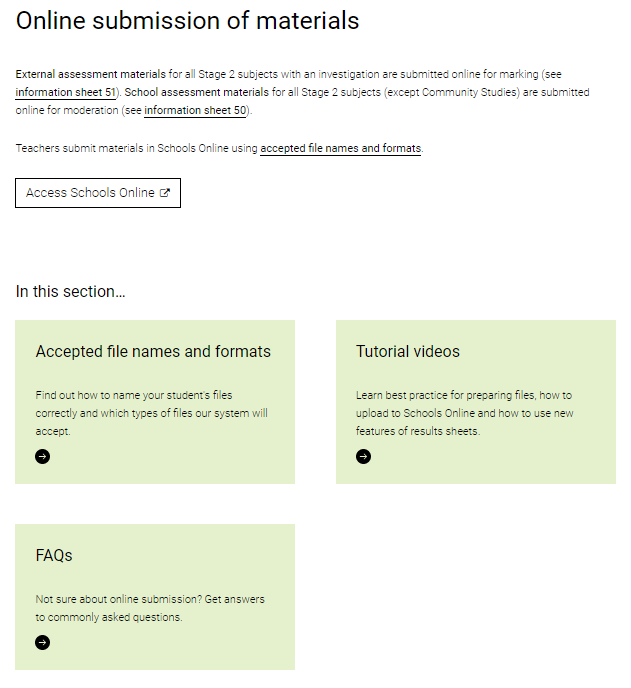 Online submission of materials
External assessment materials for all Stage 2 subjects with an investigation are submitted online for marking (see
information sheet 51). School assessment materials for all Stage 2 subjects (except Community Studies) are submitted
online for moderation (see information sheet 50).
Teachers submit materials in Schools Online using accepted file names and formats.
Access Schools Online
In this section...
Accepted file names and formats
Find out how to name your student's files
correctly and which types of files our system will
accept.
Tutorial videos
Learn best practice for preparing files, how to
upload to Schools Online and how to use new
features of results sheets.
FAQs
Not sure about online submission? Get answers
to commonly asked questions.